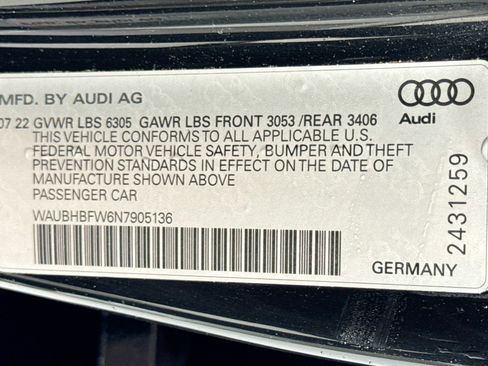 MFD. BY AUDI AG
07 22 GVWR LBS 6305 GAWR LBS FRONT 3053 /REAR 3406
THIS VEHICLE CONFORMS TO ALL APPLICABLE U.S.
FEDERAL MOTOR VEHICLE SAFETY, BUMPER AND THEFT
PREVENTION STANDARDS IN EFFECT ON THE DATE OF
MANUFACTURE SHOWN ABOVE
PASSENGER CAR
WAUBHBFW6N7905136
Audi
2431259
GERMANY